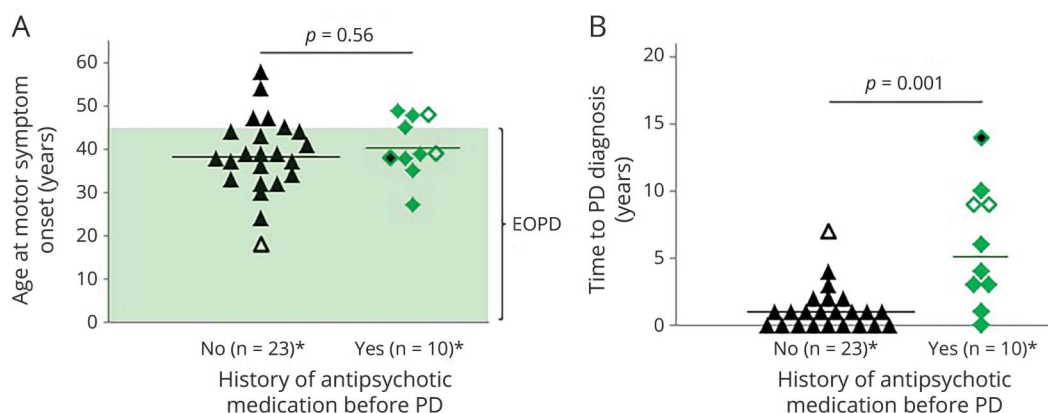 A
p = 0.56
Age at motor symptom
onset (years)
60
50
40
30
20
10
0
EOPD
No (n = 23)*
Yes (n = 10)*
History of antipsychotic
medication before PD
B
p = 0.001
Time to PD diagnosis
(years)
20
15
10
5
0
No (n = 23)*
Yes (n = 10)*
History of antipsychotic
medication before PD